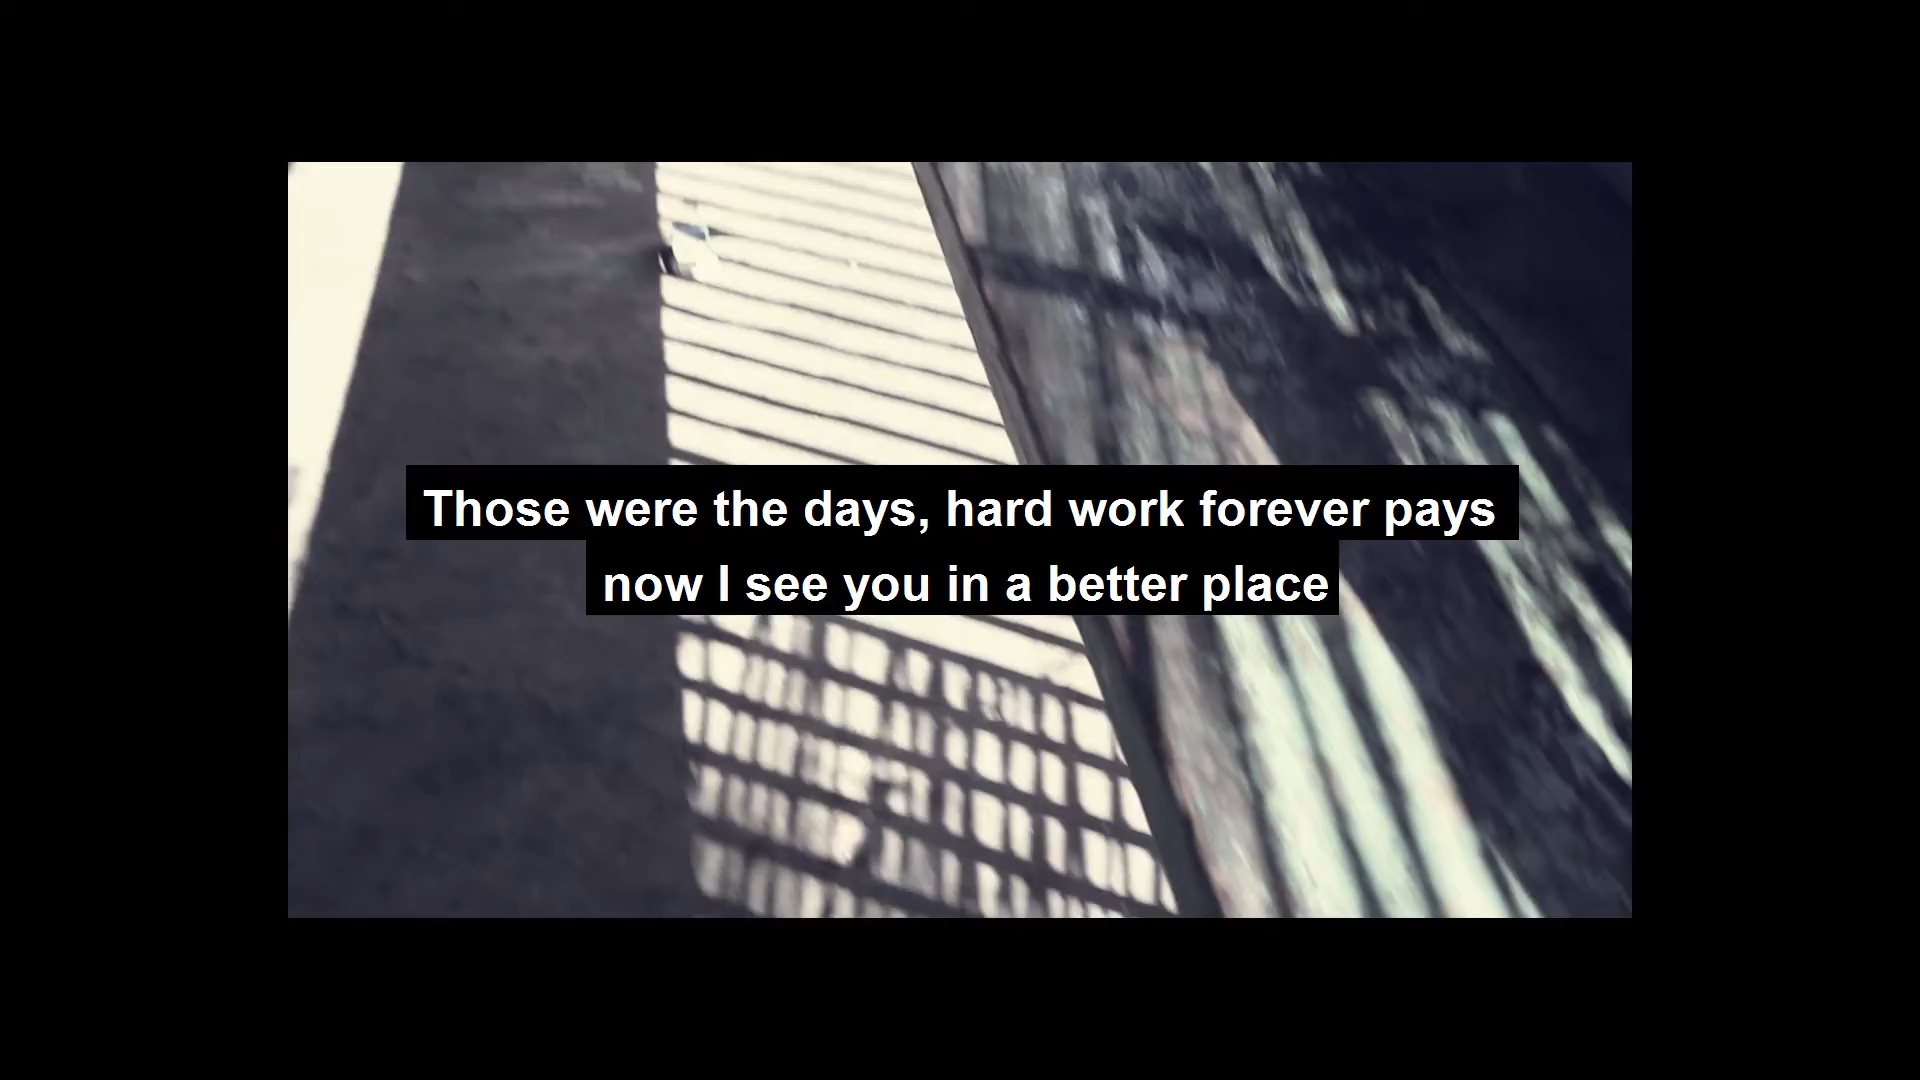 Those were the days, hard work forever pays
now I see you in a better place